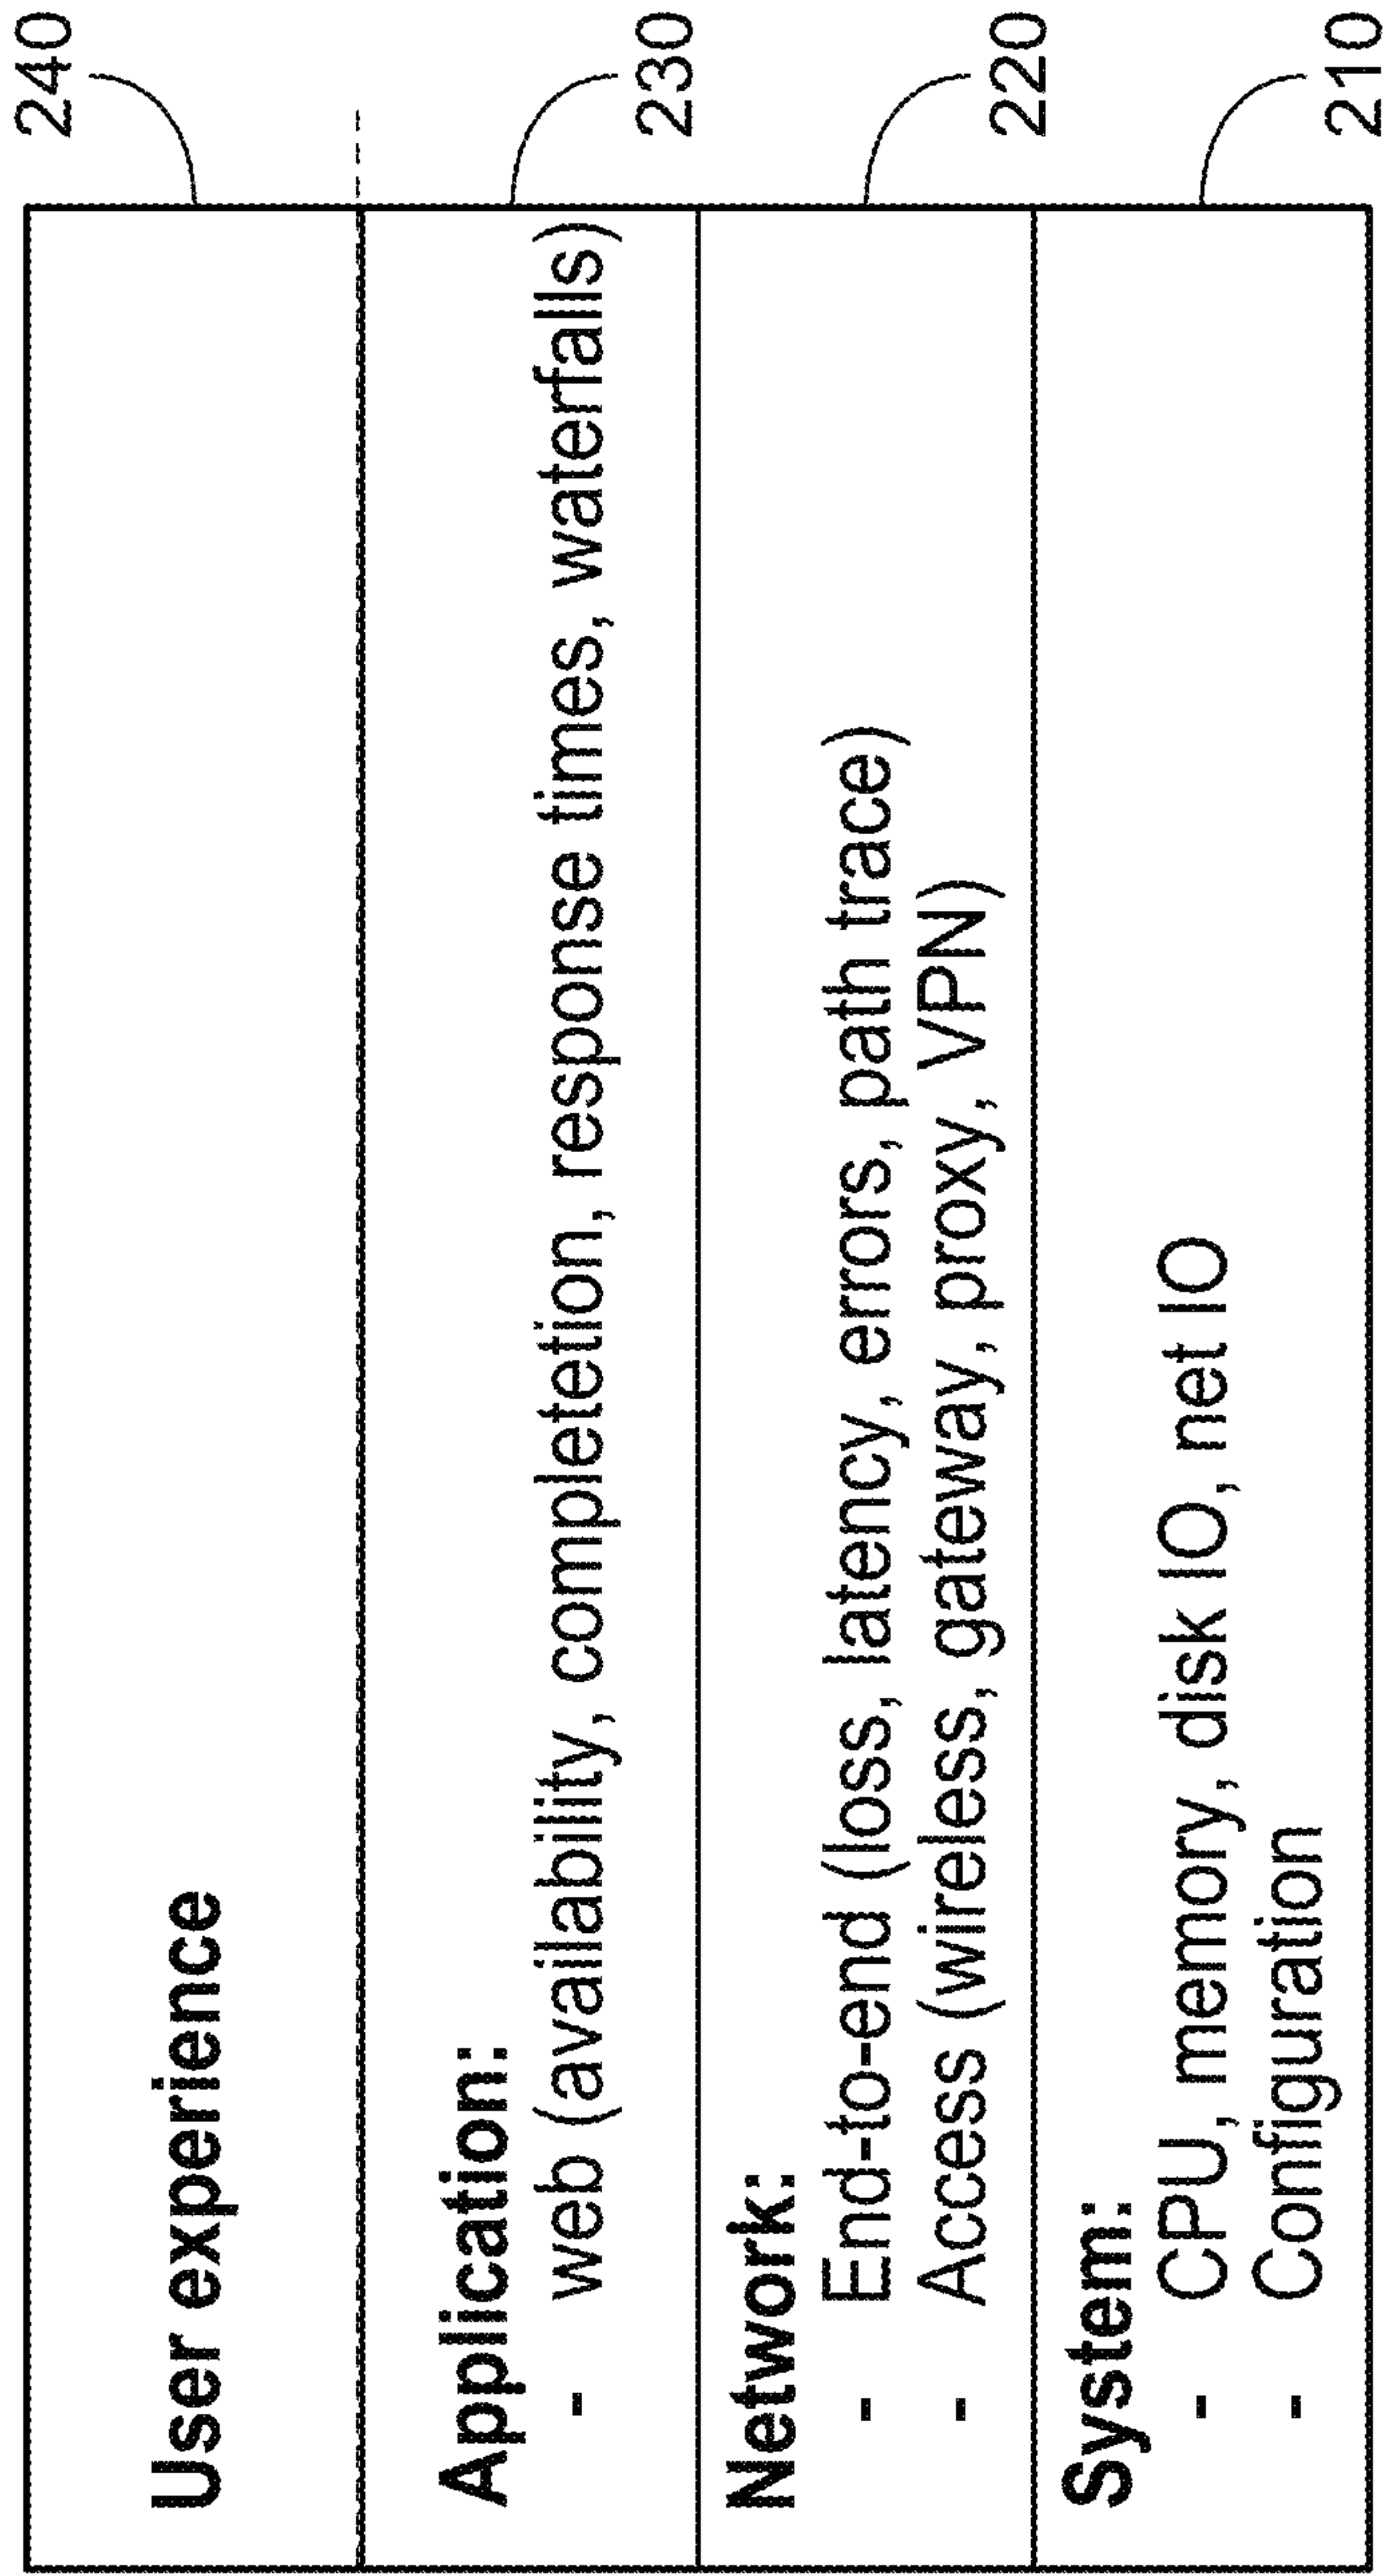 User experience
240
Application:
- web (availability, completetion, response times, waterfalls)
230
Network:
- End-to-end (loss, latency, errors, path trace)
- Access (wireless, gateway, proxy, VPN)
220
System:
- CPU, memory, disk IO, net IO
- Configuration
210